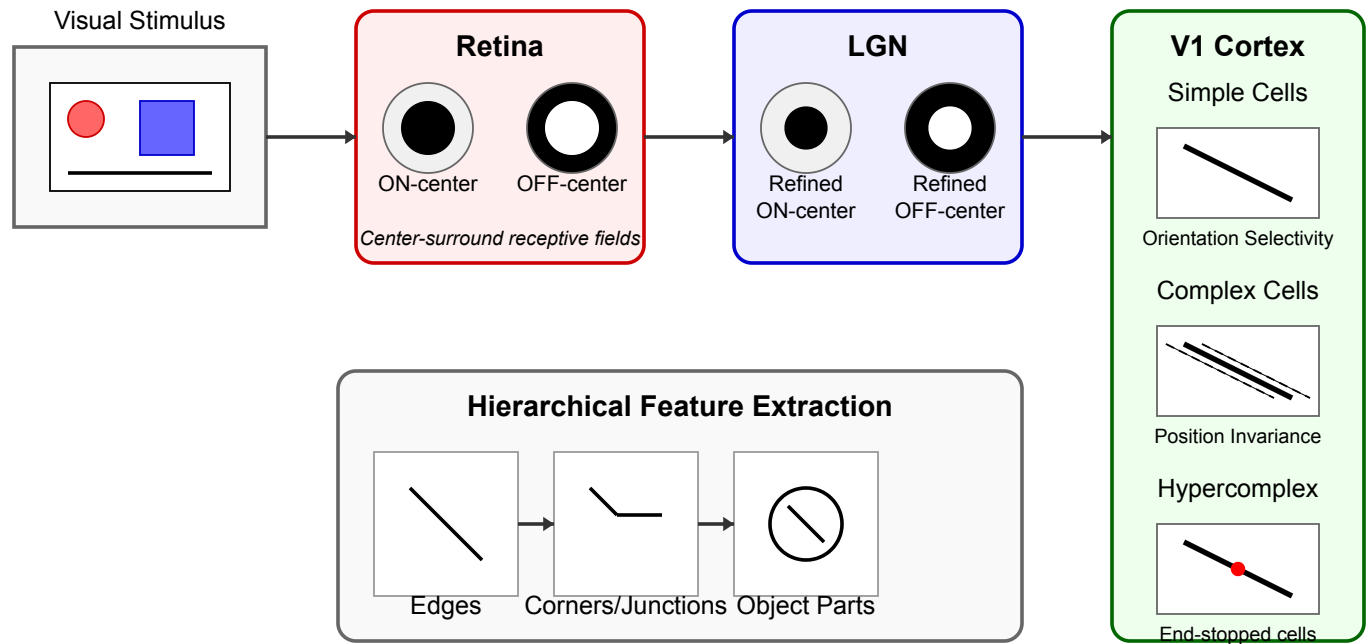 Visual Stimulus
Retina
ON-center
OFF-center
Center-surround receptive fields
LGN
Refined
ON-center
Refined
OFF-center
V1 Cortex
Simple Cells
Orientation Selectivity
Complex Cells
Position Invariance
Hypercomplex
End-stopped cells
Hierarchical Feature Extraction
Edges
Corners/Junctions
Object Parts